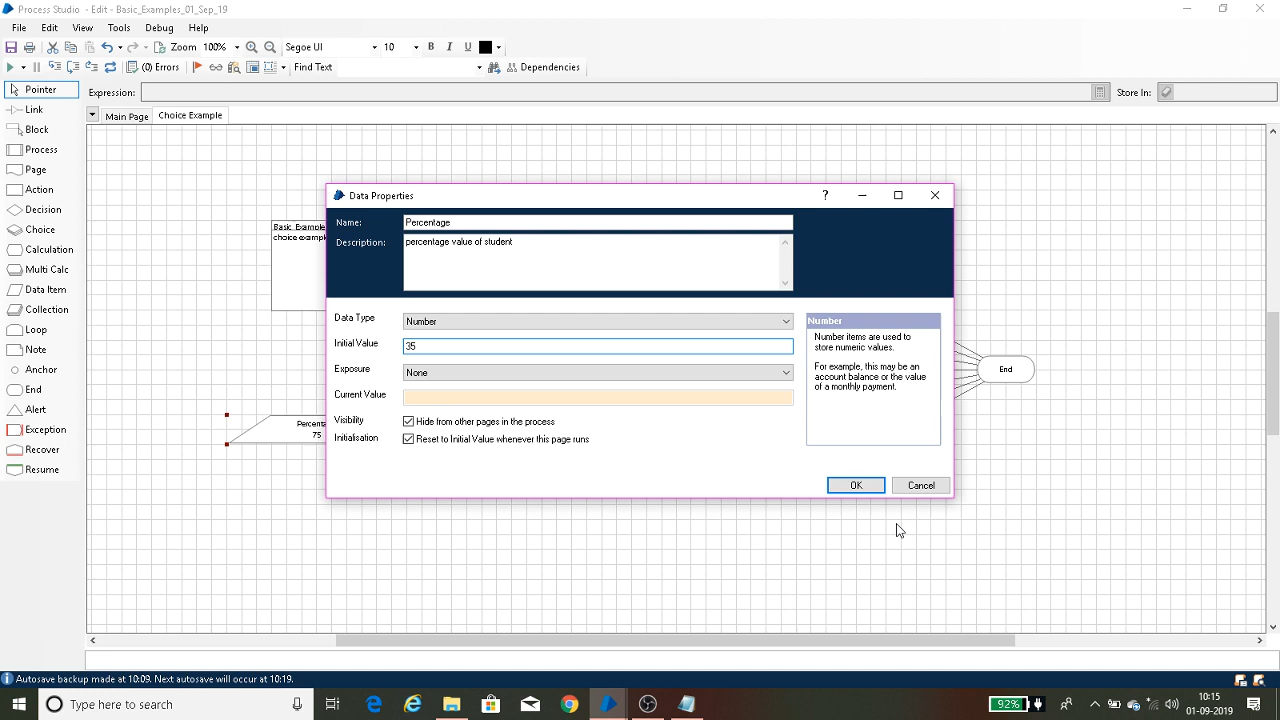 Process Studio - Edit - Basic_Examples_01_Sep_19
File Edit View Tools Debug Help
Zoom 100% Segoe UI 10 B I U
(0) Errors Find Text Dependencies
Pointer Expression: Store In:
Link Main Page Choice Example
Block
Process
Page
Action
Decision
Choice
Calculation
Multi Calc
Data Item
Collection
Loop
Note
Anchor
End
Alert
Exception
Recover
Resume
Basic_Example
choice example
Percenta
75
End
Data Properties ?
Name: Percentage
Description: percentage value of student
Data Type Number
Initial Value 35
Exposure None
Current Value
Visibility Hide from other pages in the process
Initialisation Reset to Initial Value whenever this page runs
Number
Number items are used to
store numeric values.
For example, this may be an
account balance or the value
of a monthly payment.
OK Cancel
Autosave backup made at 10:09. Next autosave will occur at 10:19.
Type here to search
92% 10:15
01-09-2019